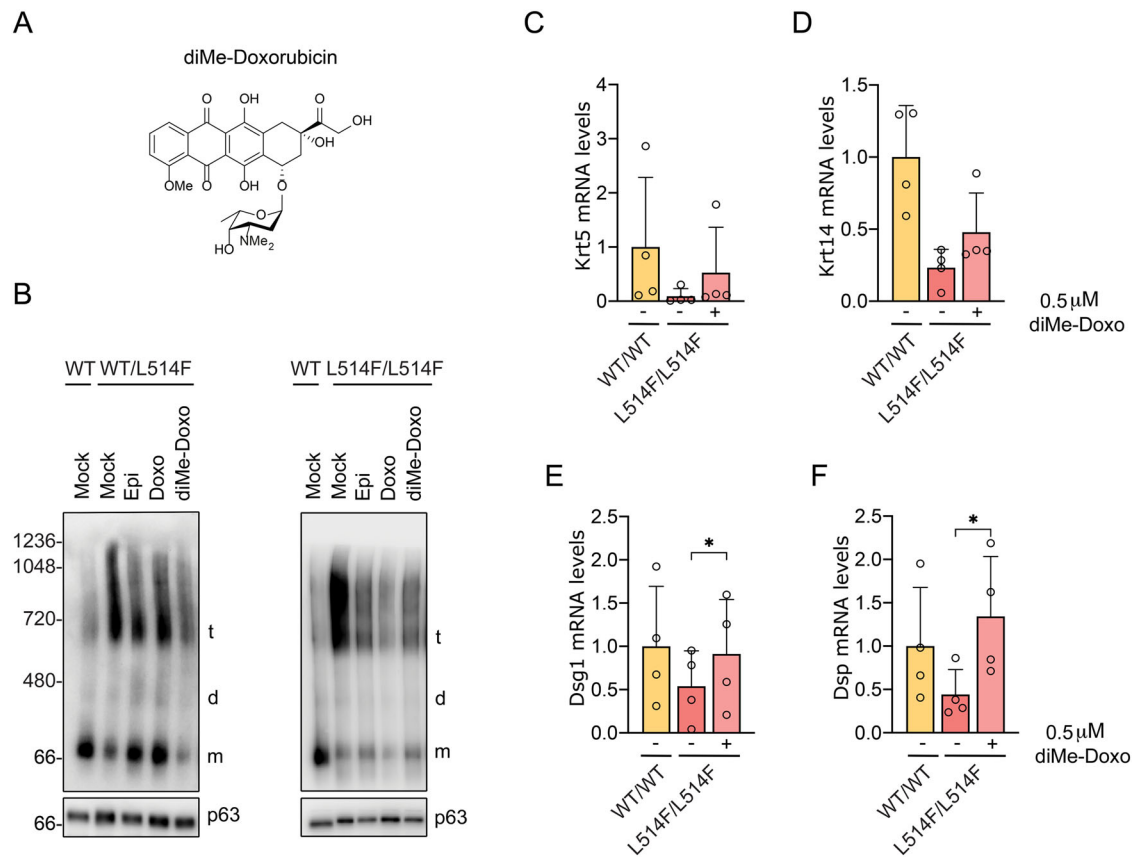 A
diMe-Doxorubicin
O OH O
OH
OH
OMe O OH O
O
HO NMe2
B
WT WT/L514F
Mock
Mock
Epi
Doxo
diMe-Doxo
1236-
1048-
720-
480-
66-
t
d
m
66-
p63
WT L514F/L514F
Mock
Mock
Epi
Doxo
diMe-Doxo
t
d
m
p63
C
Krt5 mRNA levels
4
3
2
1
0
- - +
WT/WT
L514F/L514F
D
Krt14 mRNA levels
1.5
1.0
0.5
0.0
- - +
WT/WT
L514F/L514F
0.5 μM
diMe-Doxo
E
Dsg1 mRNA levels
2.5
2.0
1.5
1.0
0.5
0.0
*
- - +
WT/WT
L514F/L514F
F
Dsp mRNA levels
2.5
2.0
1.5
1.0
0.5
0.0
*
- - +
WT/WT
L514F/L514F
0.5 μM
diMe-Doxo